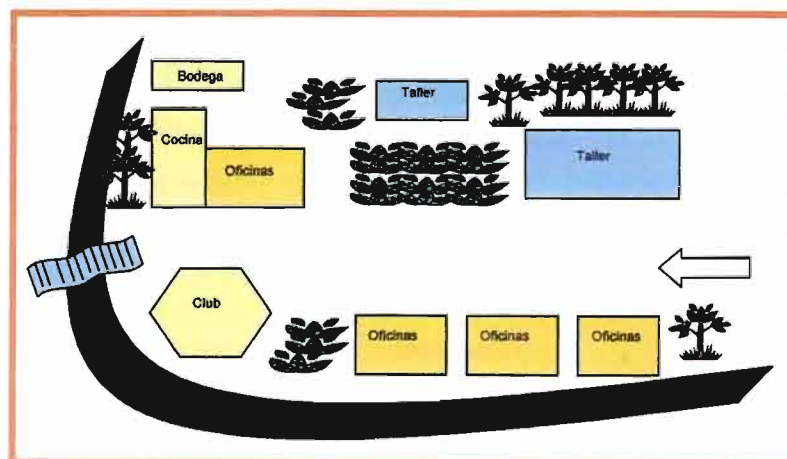 Bodega
Taller
Cocina
Oficinas
Taller
Club
Oficinas
Oficinas
Oficinas